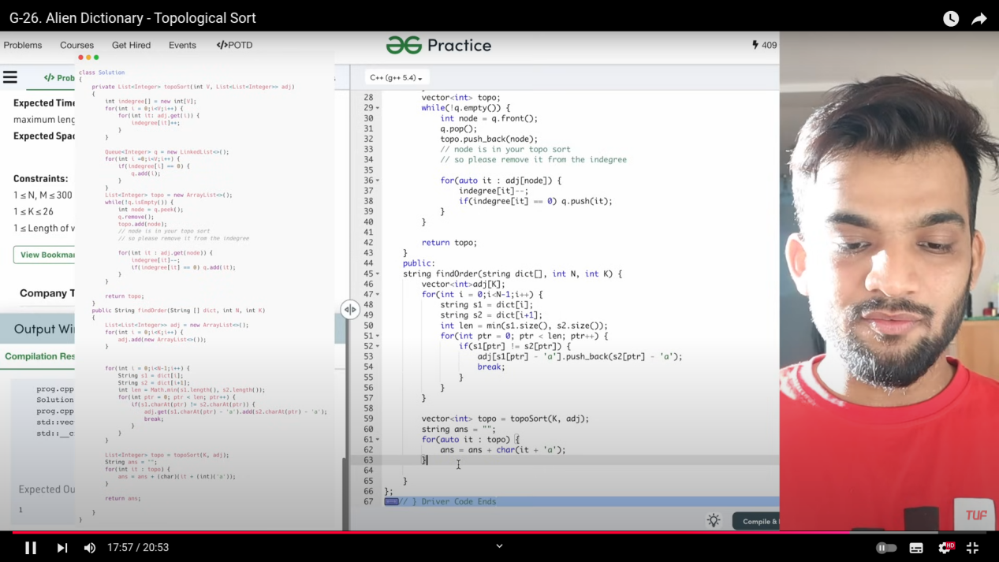 G-26. Alien Dictionary - Topological Sort
Problems Courses Get Hired Events </>POTD
GG Practice
409
</> Prob
Expected Time
maximum leng
Expected Spac
Constraints:
1 ≤ N, M ≤ 300
1 ≤ K ≤ 26
1 ≤ Length of w
View Bookmar
Company T
Output Wi
Compilation Res
prog.cpp
Solution
prog.cpp
std::vec
std::__c
Expected Ou
1
class Solution
{
private List<Integer> topoSort(int V, List<List<Integer>> adj)
{
int indegree[] = new int[V];
for(int i = 0;i<V;i++) {
for(int it: adj.get(i)) {
indegree[it]++;
}
}
Queue<Integer> q = new LinkedList<>();
for(int i =0;i<V;i++) {
if(indegree[i] == 0) {
q.add(i);
}
}
List<Integer> topo = new ArrayList<>();
while(!q.isEmpty()) {
int node = q.peek();
q.remove();
topo.add(node);
// node is in your topo sort
// so please remove it from the indegree
for(int it : adj.get(node)) {
indegree[it]--;
if(indegree[it] == 0) q.add(it);
}
}
return topo;
}
public String findOrder(String [] dict, int N, int K)
{
List<List<Integer>> adj = new ArrayList<>();
for(int i = 0;i<K;i++) {
adj.add(new ArrayList<>());
}
for(int i = 0;i<N-1;i++) {
String s1 = dict[i];
String s2 = dict[i+1];
int len = Math.min(s1.length(), s2.length());
for(int ptr = 0; ptr < len; ptr++) {
if(s1.charAt(ptr) != s2.charAt(ptr)) {
adj.get(s1.charAt(ptr) - 'a').add(s2.charAt(ptr) - 'a');
break;
}
}
}
List<Integer> topo = topoSort(K, adj);
String ans = "";
for(int it : topo) {
ans = ans + (char)(it + (int)('a'));
}
return ans;
}
}
C++ (g++ 5.4)
28 vector<int> topo;
29 while(!q.empty()) {
30 int node = q.front();
31 q.pop();
32 topo.push_back(node);
33 // node is in your topo sort
34 // so please remove it from the indegree
35
36 for(auto it : adj[node]) {
37 indegree[it]--;
38 if(indegree[it] == 0) q.push(it);
39 }
40 }
41
42 return topo;
43 }
44 public:
45 string findOrder(string dict[], int N, int K) {
46 vector<int>adj[K];
47 for(int i = 0;i<N-1;i++) {
48 string s1 = dict[i];
49 string s2 = dict[i+1];
50 int len = min(s1.size(), s2.size());
51 for(int ptr = 0; ptr < len; ptr++) {
52 if(s1[ptr] != s2[ptr]) {
53 adj[s1[ptr] - 'a'].push_back(s2[ptr] - 'a');
54 break;
55 }
56 }
57 }
58
59 vector<int> topo = topoSort(K, adj);
60 string ans = "";
61 for(auto it : topo) {
62 ans = ans + char(it + 'a');
63 }
64
65 }
66 };
67 // } Driver Code Ends
Compile &
TUF
17:57 / 20:53
HD